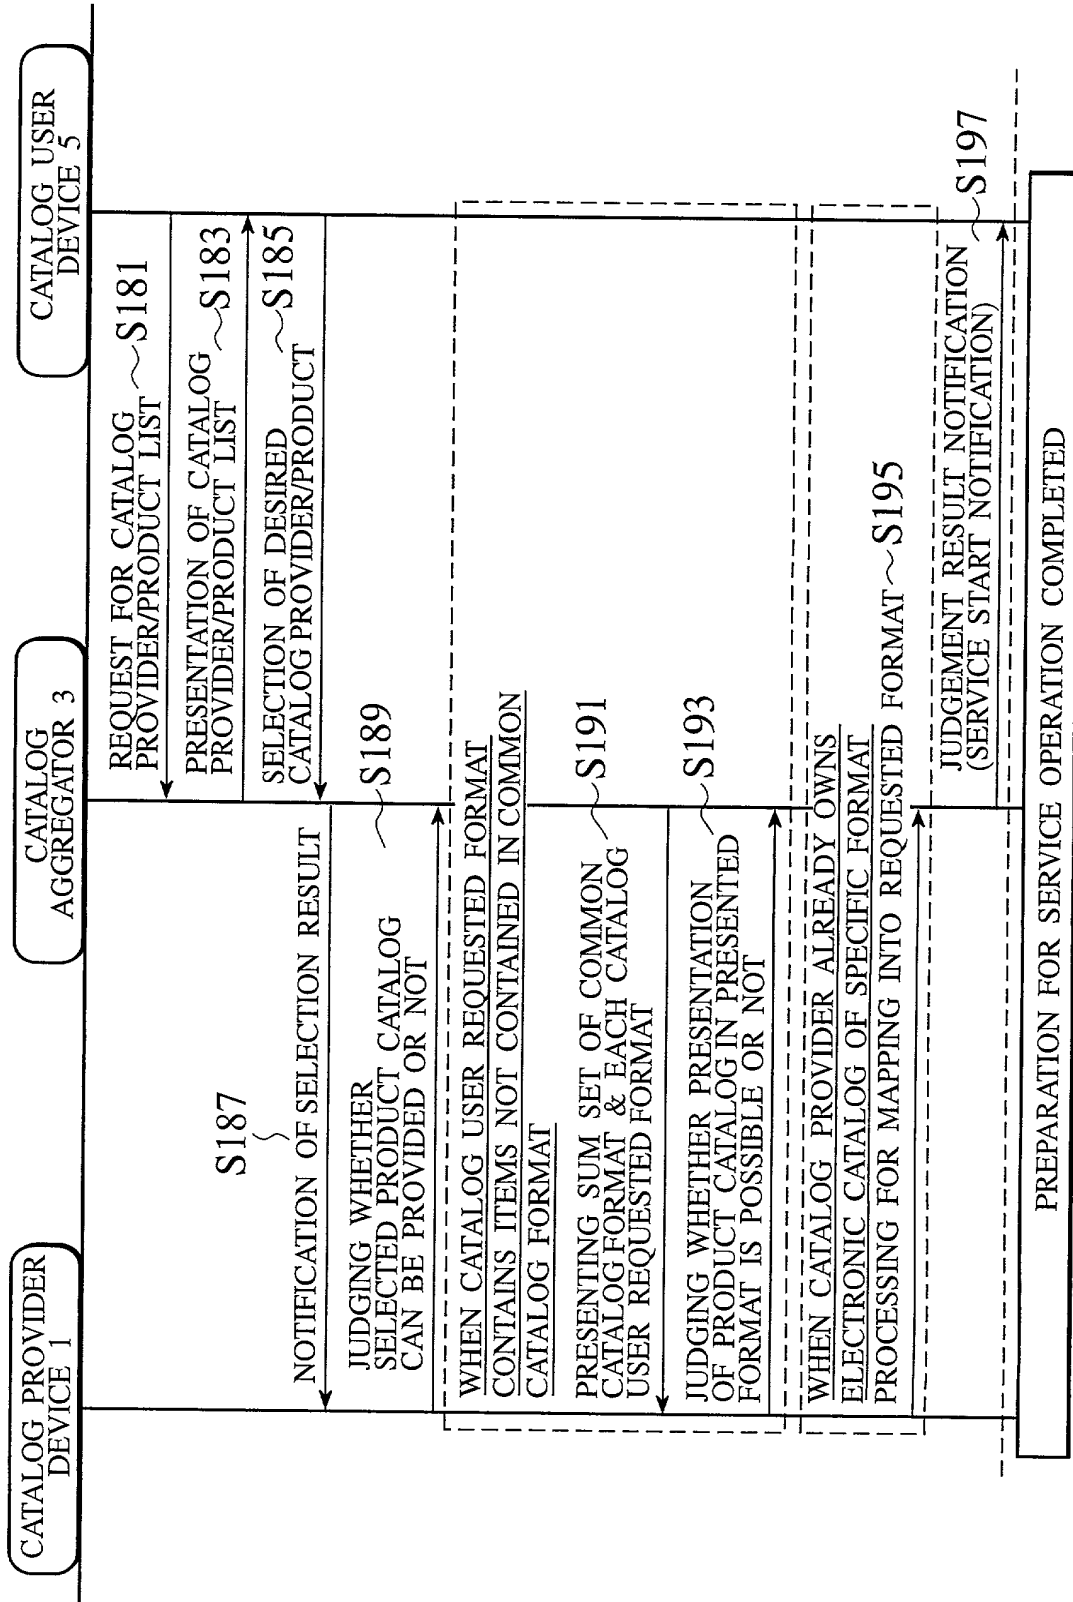 CATALOG PROVIDER
DEVICE 1
CATALOG
AGGREGATOR 3
CATALOG USER
DEVICE 5
REQUEST FOR CATALOG
PROVIDER/PRODUCT LIST
S181
PRESENTATION OF CATALOG
PROVIDER/PRODUCT LIST
S183
SELECTION OF DESIRED
CATALOG PROVIDER/PRODUCT
S185
S187
NOTIFICATION OF SELECTION RESULT
JUDGING WHETHER
SELECTED PRODUCT CATALOG
CAN BE PROVIDED OR NOT
S189
WHEN CATALOG USER REQUESTED FORMAT
CONTAINS ITEMS NOT CONTAINED IN COMMON
CATALOG FORMAT
PRESENTING SUM SET OF COMMON
CATALOG FORMAT & EACH CATALOG
USER REQUESTED FORMAT
S191
JUDGING WHETHER PRESENTATION
OF PRODUCT CATALOG IN PRESENTED
FORMAT IS POSSIBLE OR NOT
S193
WHEN CATALOG PROVIDER ALREADY OWNS
ELECTRONIC CATALOG OF SPECIFIC FORMAT
PROCESSING FOR MAPPING INTO REQUESTED FORMAT
S195
JUDGEMENT RESULT NOTIFICATION
(SERVICE START NOTIFICATION)
S197
PREPARATION FOR SERVICE OPERATION COMPLETED